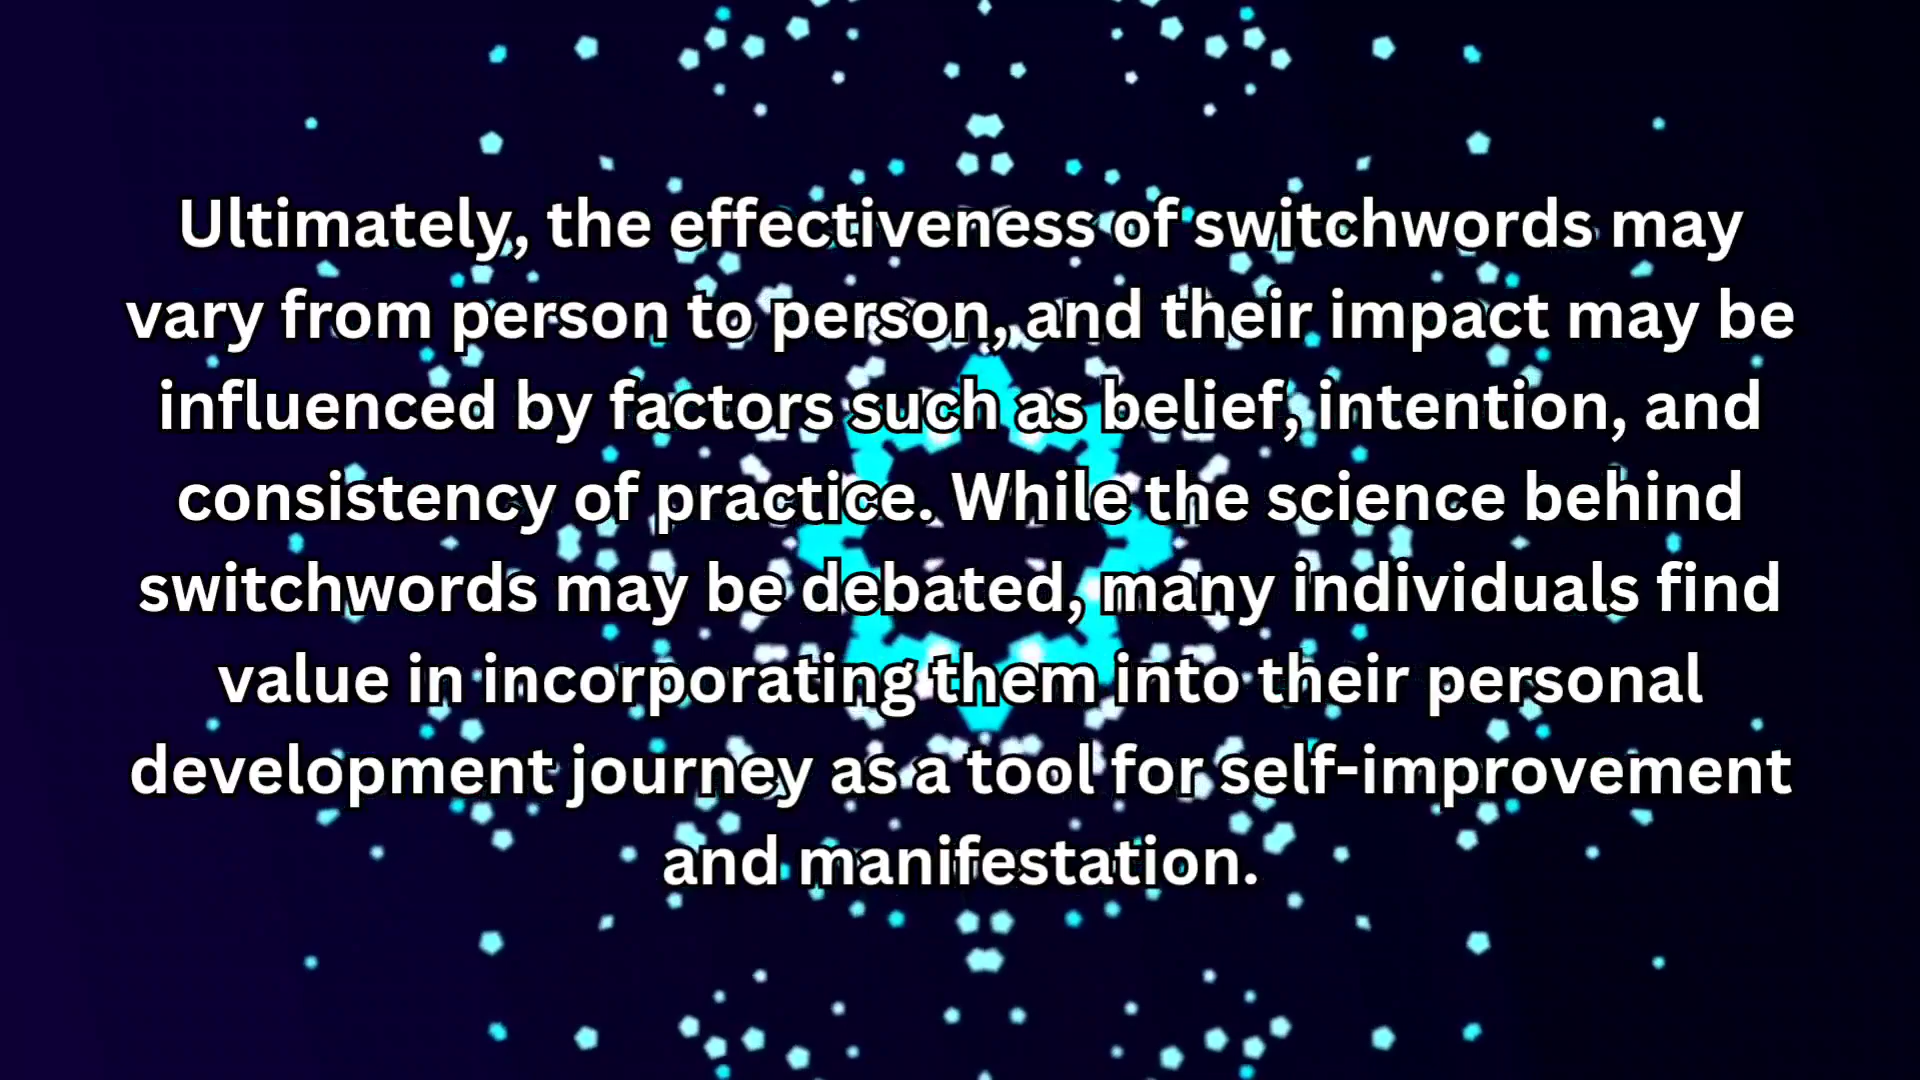 Ultimately, the effectiveness of switchwords may
vary from person to person, and their impact may be
influenced by factors such as belief, intention, and
consistency of practice. While the science behind
switchwords may be debated, many individuals find
value in incorporating them into their personal
development journey as a tool for self-improvement
and manifestation.